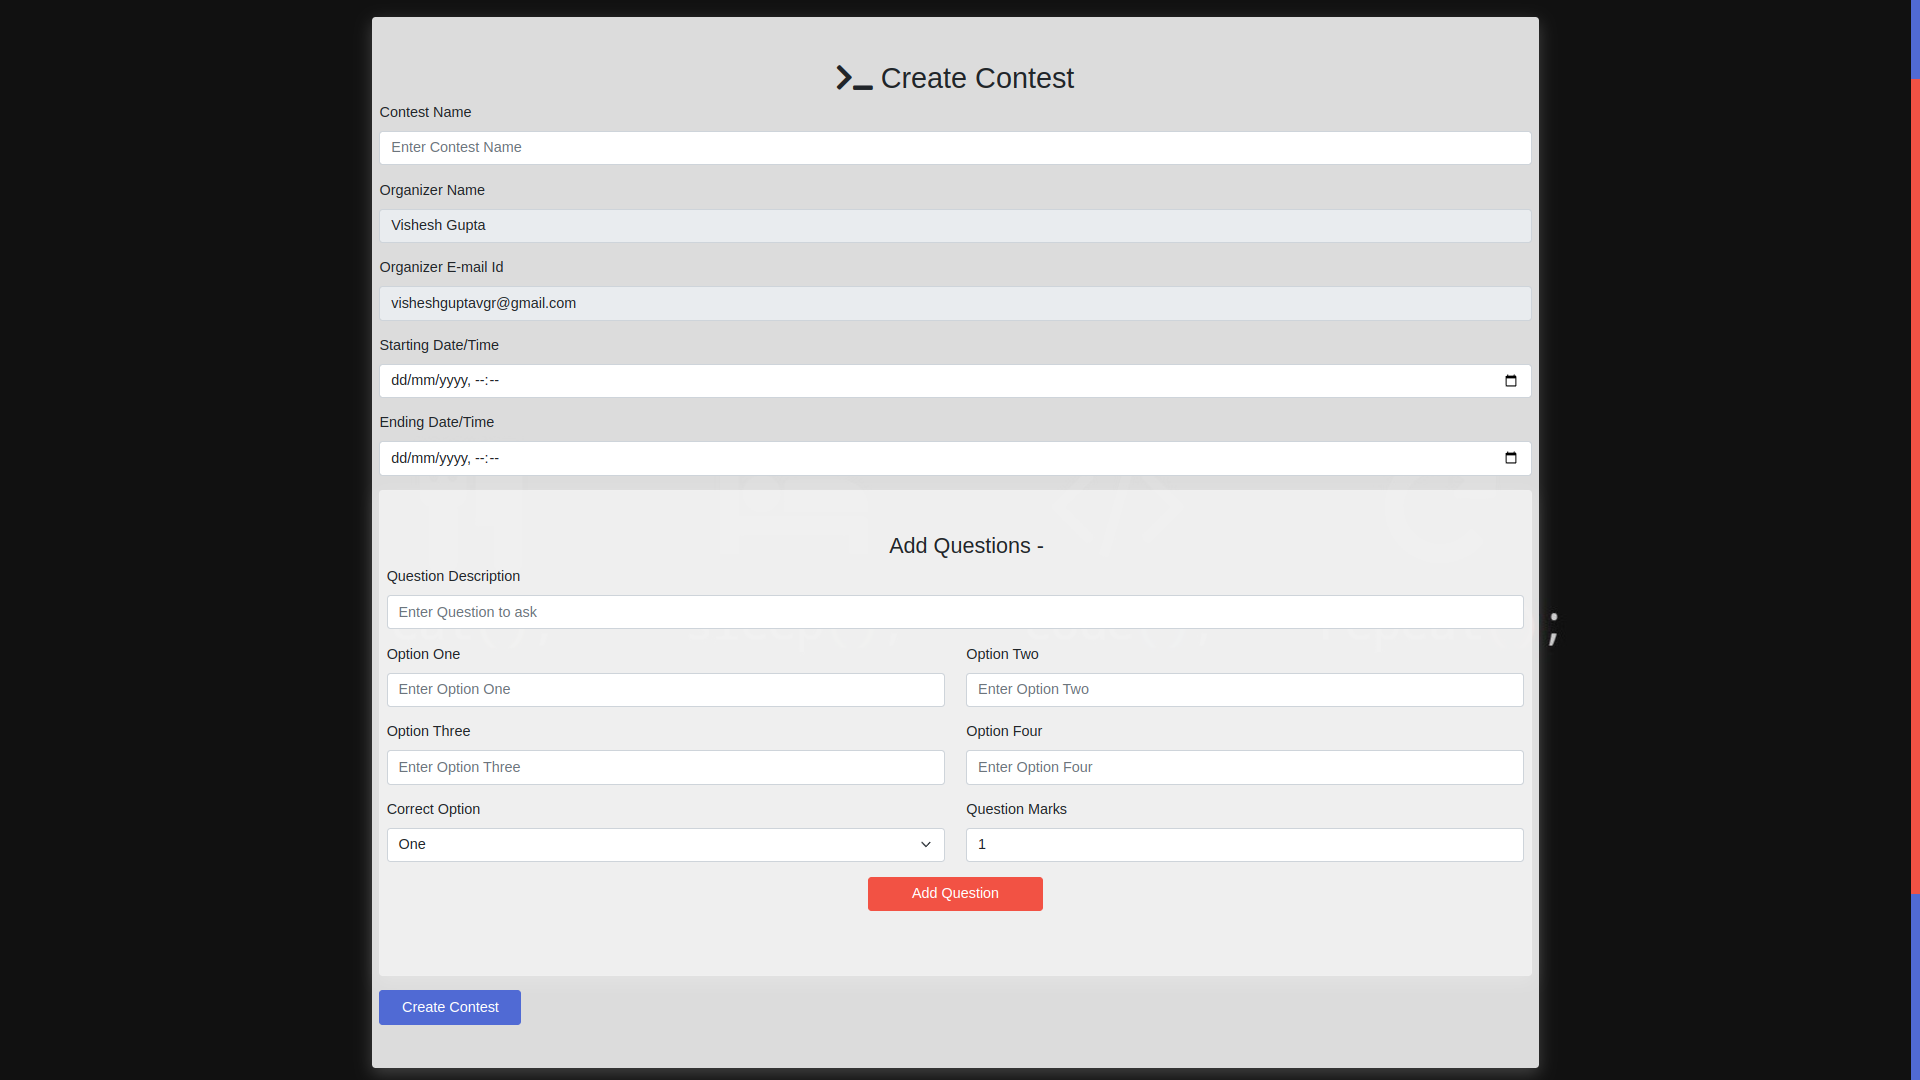 Create Contest
Contest Name
Enter Contest Name
Organizer Name
Vishesh Gupta
Organizer E-mail Id
visheshguptavgr@gmail.com
Starting Date/Time
dd/mm/yyyy, --:--
Ending Date/Time
dd/mm/yyyy, --:--
Add Questions -
Question Description
Enter Question to ask
;
Option One Option Two
Enter Option One Enter Option Two
Option Three Option Four
Enter Option Three Enter Option Four
Correct Option Question Marks
One 1
Add Question
Create Contest